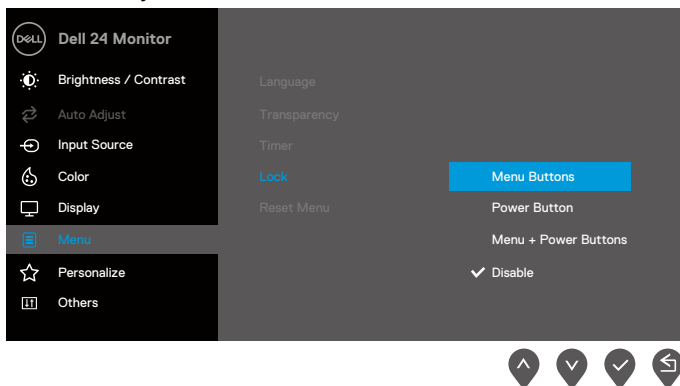 DELL Dell 24 Monitor
Brightness / Contrast
Auto Adjust
Input Source
Color
Display
Menu
Personalize
Others
Language
Transparency
Timer
Lock
Reset Menu
Menu Buttons
Power Button
Menu + Power Buttons
Disable